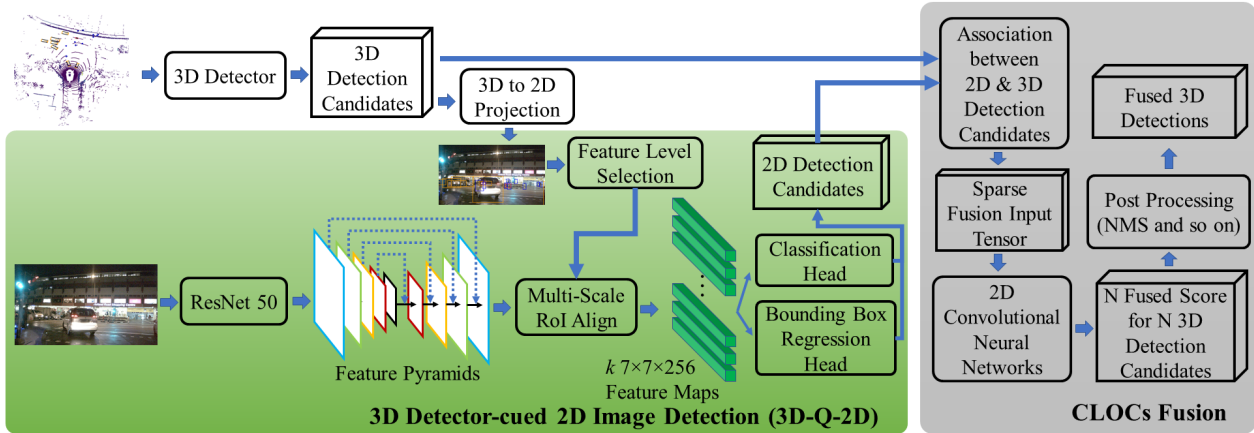 3D Detector
3D
Detection
Candidates
3D to 2D
Projection
Feature Level
Selection
2D Detection
Candidates
ResNet 50
Feature Pyramids
Multi-Scale
RoI Align
k 7×7×256
Feature Maps
Classification
Head
Bounding Box
Regression
Head
3D Detector-cued 2D Image Detection (3D-Q-2D)
Association
between
2D & 3D
Detection
Candidates
Sparse
Fusion Input
Tensor
2D
Convolutional
Neural
Networks
N Fused Score
for N 3D
Detection
Candidates
Post Processing
(NMS and so on)
Fused 3D
Detections
CLOCs Fusion